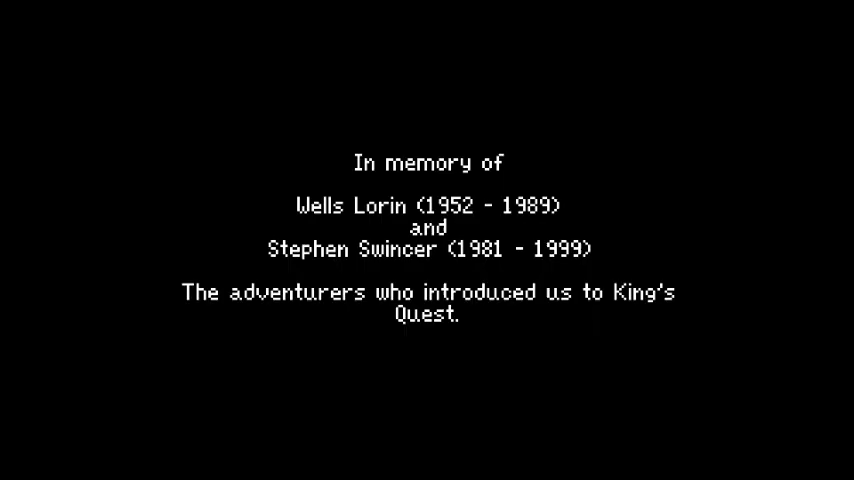 In memory of
Wells Lorin (1952 - 1989)
and
Stephen Swincer (1981 - 1999)
The adventurers who introduced us to King's
Quest.